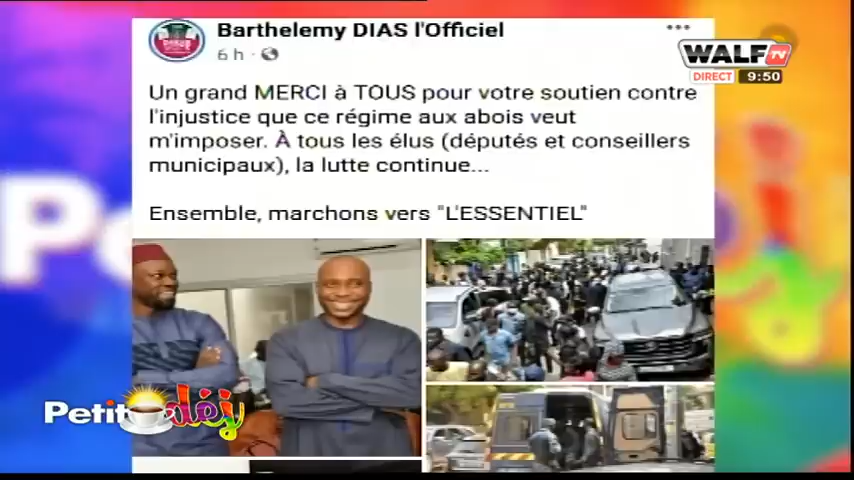 Barthelemy DIAS l'Officiel
6 h ·
WALF TV
DIRECT 9:50
Un grand MERCI à TOUS pour votre soutien contre
l'injustice que ce régime aux abois veut
m'imposer. À tous les élus (députés et conseillers
municipaux), la lutte continue...
Ensemble, marchons vers "L'ESSENTIEL"
Petit déj